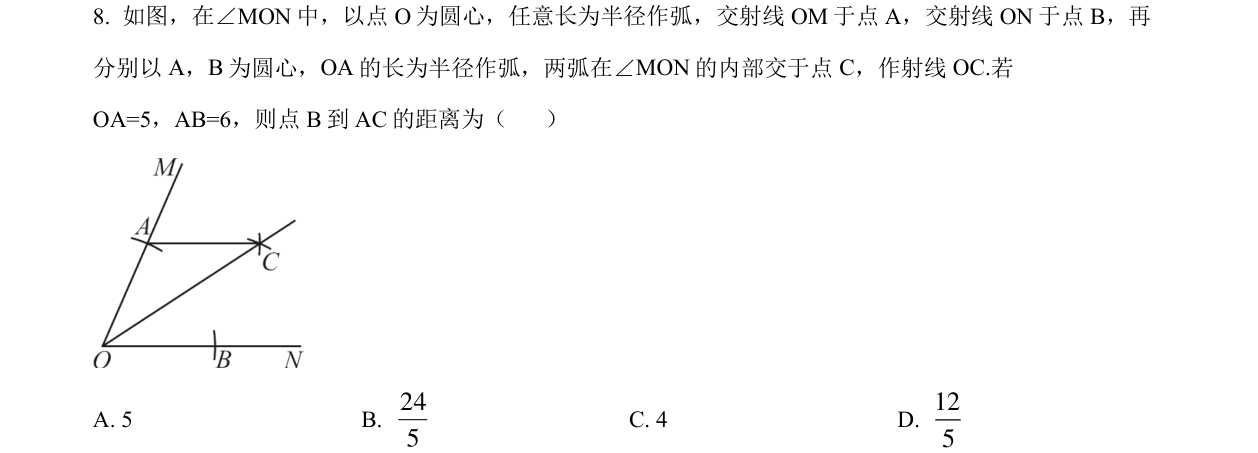 8. 如图，在∠MON 中，以点 O 为圆心，任意长为半径作弧，交射线 OM 于点 A，交射线 ON 于点 B，再
分别以 A，B 为圆心，OA 的长为半径作弧，两弧在∠MON 的内部交于点 C，作射线 OC.若
OA=5，AB=6，则点 B 到 AC 的距离为（　　）
M
A
C
O B N
A. 5 B. 24/5 C. 4 D. 12/5